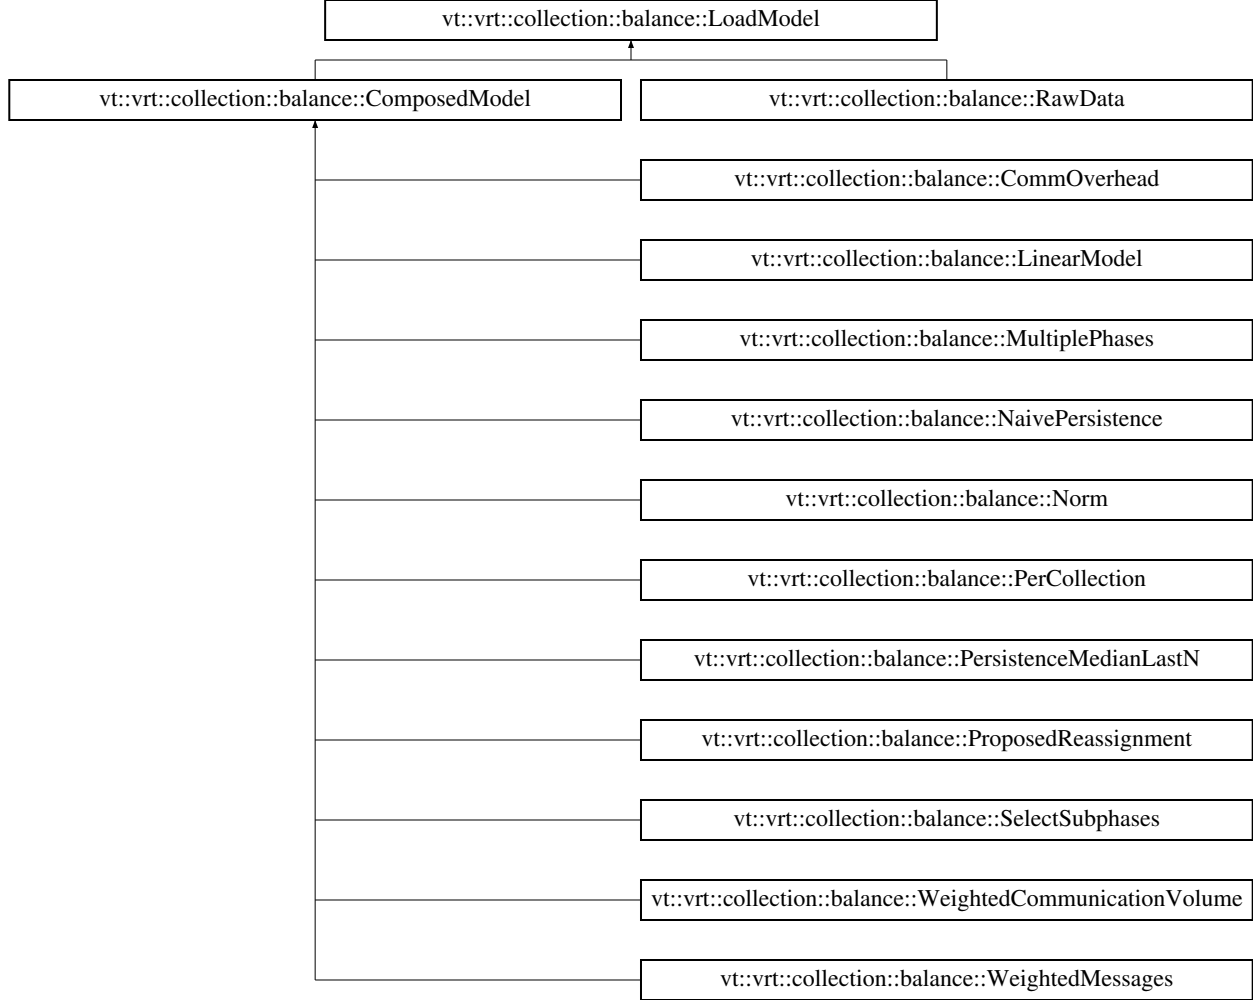 vt::vrt::collection::balance::LoadModel
vt::vrt::collection::balance::ComposedModel
vt::vrt::collection::balance::RawData
vt::vrt::collection::balance::CommOverhead
vt::vrt::collection::balance::LinearModel
vt::vrt::collection::balance::MultiplePhases
vt::vrt::collection::balance::NaivePersistence
vt::vrt::collection::balance::Norm
vt::vrt::collection::balance::PerCollection
vt::vrt::collection::balance::PersistenceMedianLastN
vt::vrt::collection::balance::ProposedReassignment
vt::vrt::collection::balance::SelectSubphases
vt::vrt::collection::balance::WeightedCommunicationVolume
vt::vrt::collection::balance::WeightedMessages